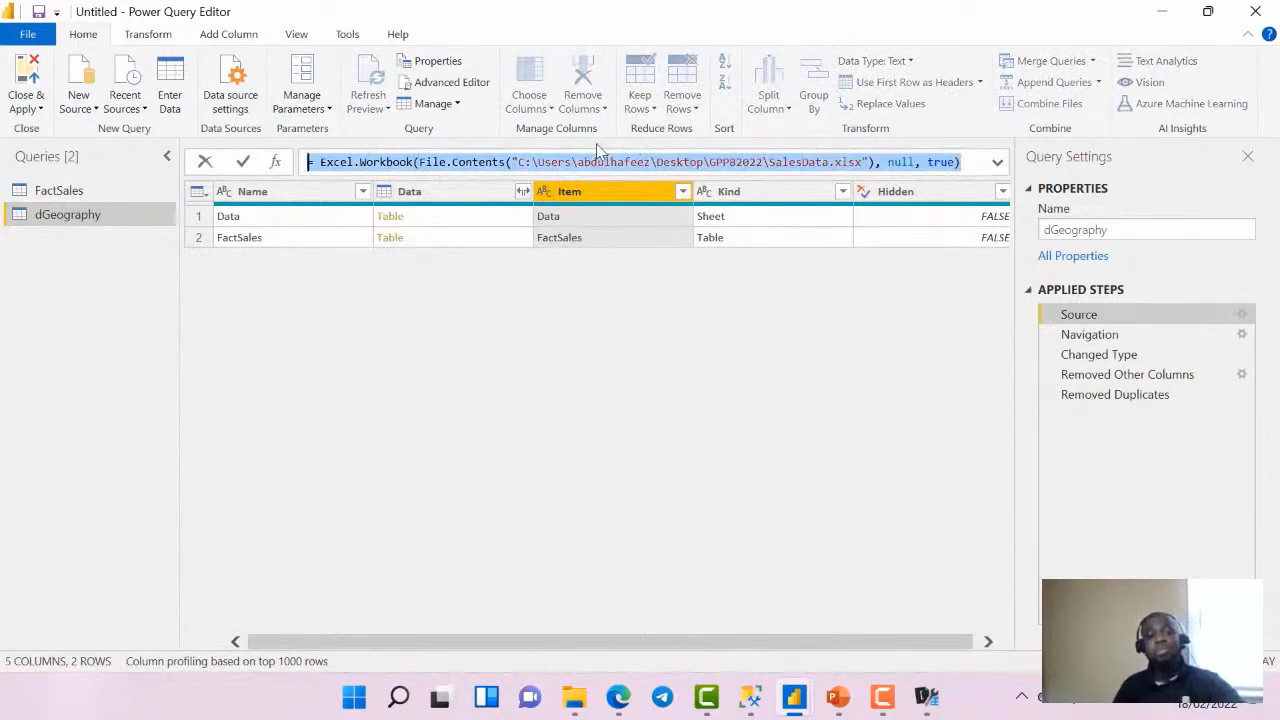 Untitled - Power Query Editor
File Home Transform Add Column View Tools Help
Close & Apply
New Source
Recent Sources
Enter Data
Data source settings
Manage Parameters
Refresh Preview
Properties
Advanced Editor
Manage
Choose Columns
Remove Columns
Keep Rows
Remove Rows
Split Column
Group By
Data Type: Text
Use First Row as Headers
Replace Values
Merge Queries
Append Queries
Combine Files
Text Analytics
Vision
Azure Machine Learning
Close New Query Data Sources Parameters Query Manage Columns Reduce Rows Sort Transform Combine AI Insights
Queries [2]
FactSales
dGeography
fx
= Excel.Workbook(File.Contents("C:\Users\abdulhafeez\Desktop\GPPB2022\SalesData.xlsx"), null, true)
Name Data Item Kind Hidden
1 Data Table Data Sheet FALSE
2 FactSales Table FactSales Table FALSE
Query Settings
PROPERTIES
Name
dGeography
All Properties
APPLIED STEPS
Source
Navigation
Changed Type
Removed Other Columns
Removed Duplicates
5 COLUMNS, 2 ROWS Column profiling based on top 1000 rows
18/02/2022